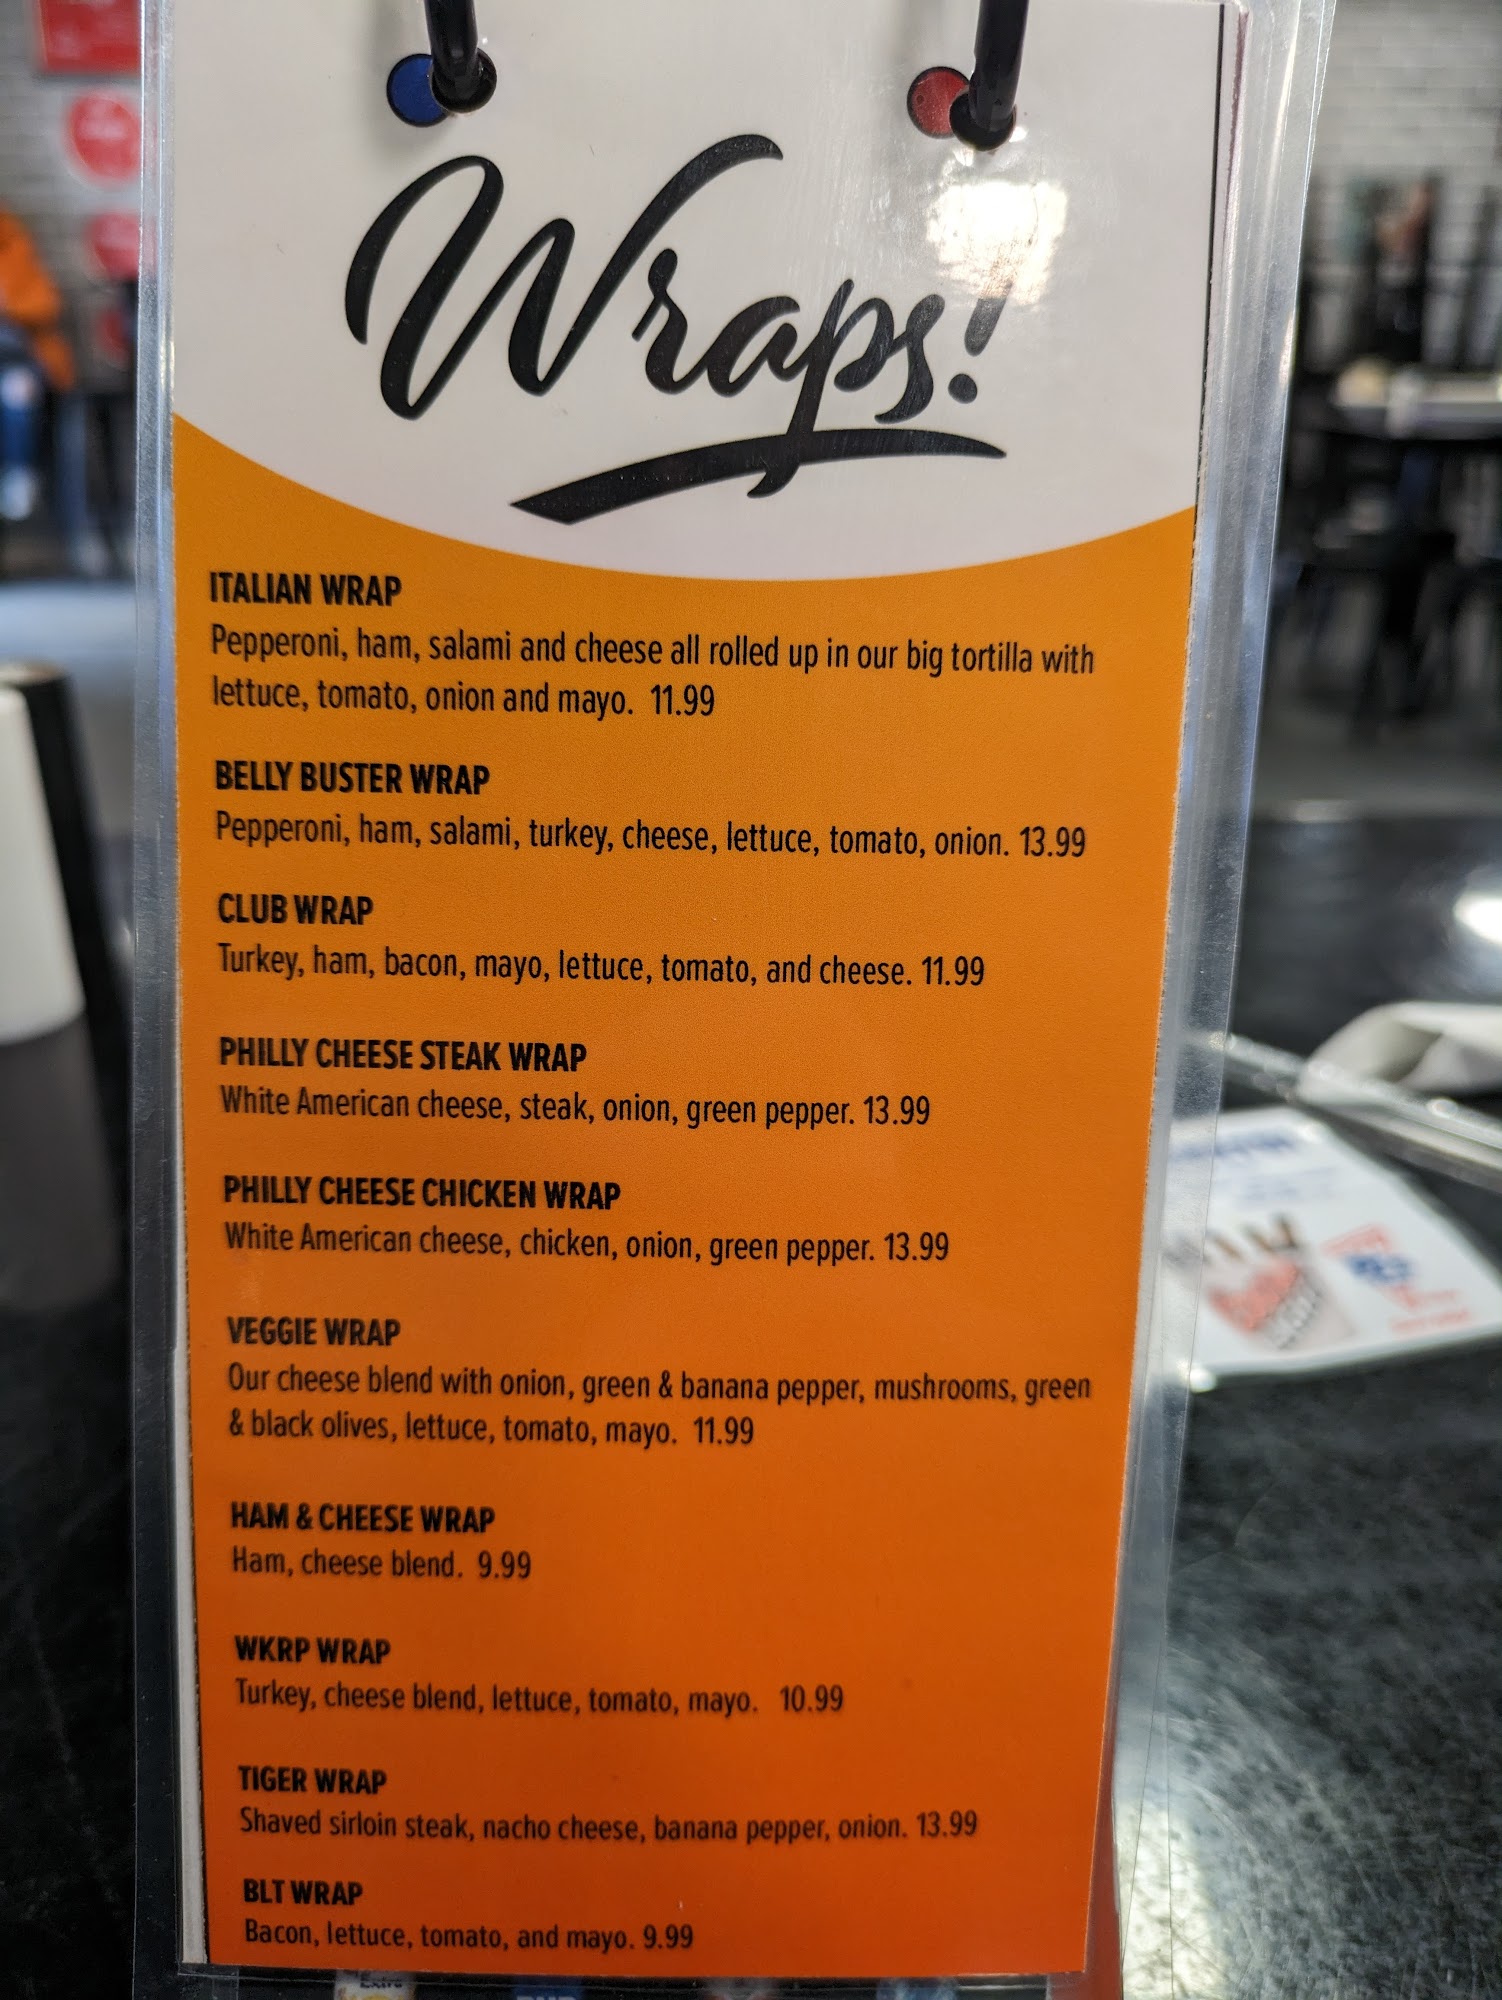 Wraps!
ITALIAN WRAP
Pepperoni, ham, salami and cheese all rolled up in our big tortilla with
lettuce, tomato, onion and mayo. 11.99
BELLY BUSTER WRAP
Pepperoni, ham, salami, turkey, cheese, lettuce, tomato, onion. 13.99
CLUB WRAP
Turkey, ham, bacon, mayo, lettuce, tomato, and cheese. 11.99
PHILLY CHEESE STEAK WRAP
White American cheese, steak, onion, green pepper. 13.99
PHILLY CHEESE CHICKEN WRAP
White American cheese, chicken, onion, green pepper. 13.99
VEGGIE WRAP
Our cheese blend with onion, green & banana pepper, mushrooms, green
& black olives, lettuce, tomato, mayo. 11.99
HAM & CHEESE WRAP
Ham, cheese blend. 9.99
WKRP WRAP
Turkey, cheese blend, lettuce, tomato, mayo. 10.99
TIGER WRAP
Shaved sirloin steak, nacho cheese, banana pepper, onion. 13.99
BLT WRAP
Bacon, lettuce, tomato, and mayo. 9.99
Extra